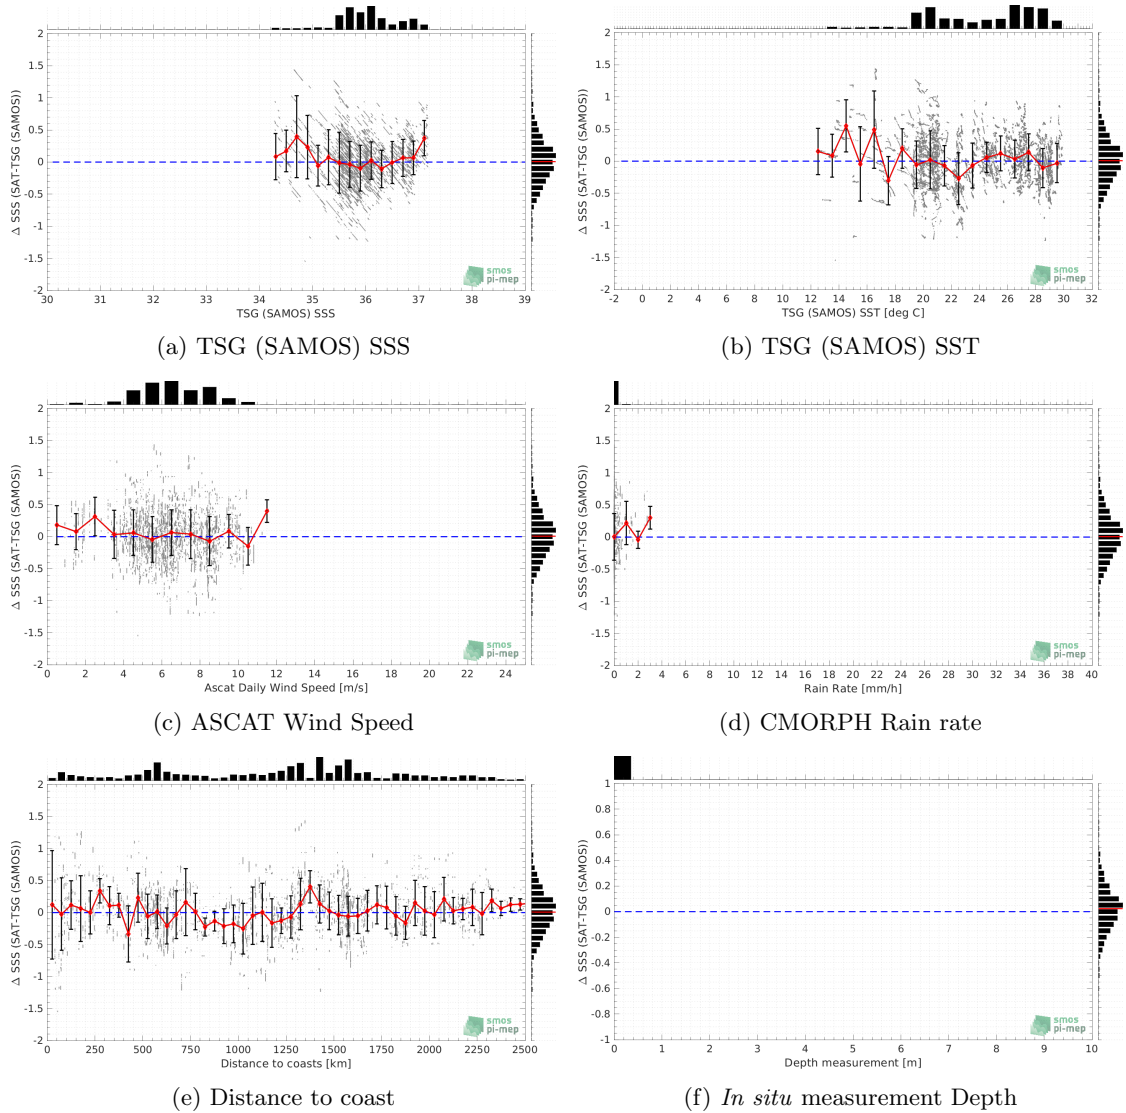 2
1.5
1
0.5
0
-0.5
-1
-1.5
-2
Δ SSS (SAT-TSG (SAMOS))
smos
pi-mep
30 31 32 33 34 35 36 37 38 39
TSG (SAMOS) SSS
(a) TSG (SAMOS) SSS
2
1.5
1
0.5
0
-0.5
-1
-1.5
-2
Δ SSS (SAT-TSG (SAMOS))
smos
pi-mep
-2 0 2 4 6 8 10 12 14 16 18 20 22 24 26 28 30 32
TSG (SAMOS) SST [deg C]
(b) TSG (SAMOS) SST
2
1.5
1
0.5
0
-0.5
-1
-1.5
-2
Δ SSS (SAT-TSG (SAMOS))
smos
pi-mep
0 2 4 6 8 10 12 14 16 18 20 22 24
Ascat Daily Wind Speed [m/s]
(c) ASCAT Wind Speed
2
1.5
1
0.5
0
-0.5
-1
-1.5
-2
Δ SSS (SAT-TSG (SAMOS))
smos
pi-mep
0 2 4 6 8 10 12 14 16 18 20 22 24 26 28 30 32 34 36 38 40
Rain Rate [mm/h]
(d) CMORPH Rain rate
2
1.5
1
0.5
0
-0.5
-1
-1.5
-2
Δ SSS (SAT-TSG (SAMOS))
smos
pi-mep
0 250 500 750 1000 1250 1500 1750 2000 2250 2500
Distance to coasts [km]
(e) Distance to coast
1
0.8
0.6
0.4
0.2
0
-0.2
-0.4
-0.6
-0.8
-1
Δ SSS (SAT-TSG (SAMOS))
smos
pi-mep
0 1 2 3 4 5 6 7 8 9 10
Depth measurement [m]
(f) In situ measurement Depth